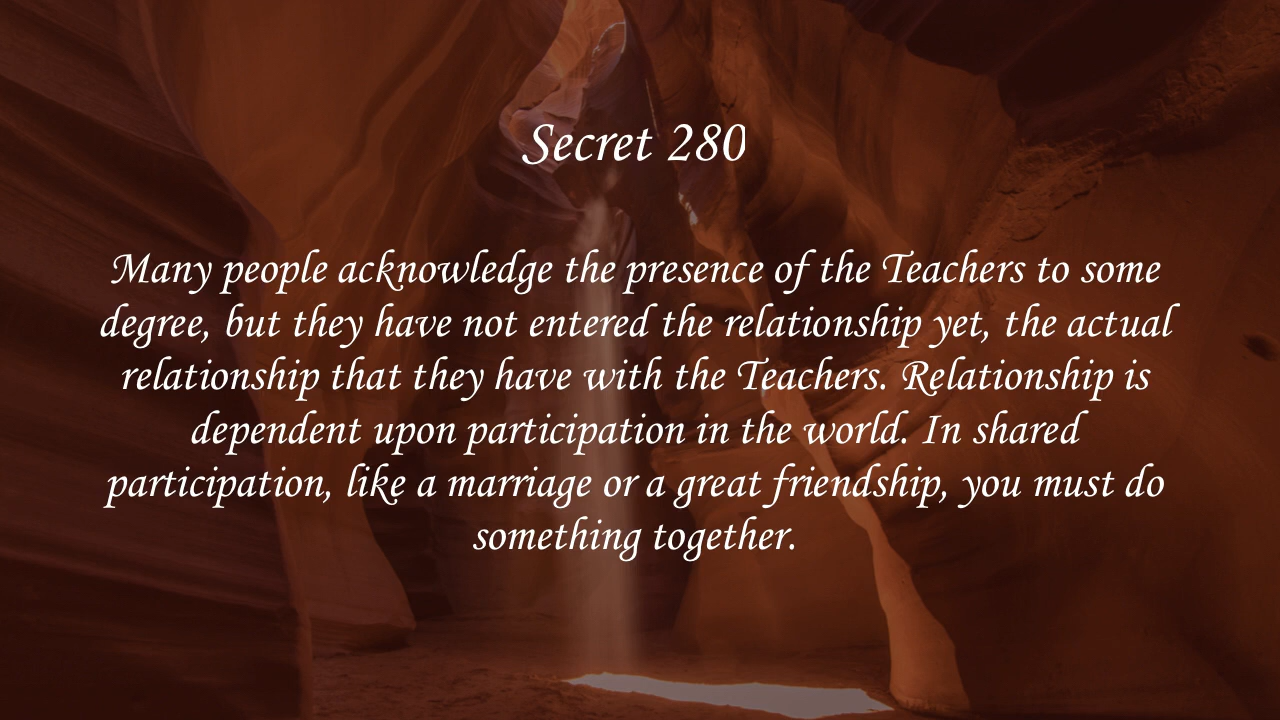 Secret 280
Many people acknowledge the presence of the Teachers to some
degree, but they have not entered the relationship yet, the actual
relationship that they have with the Teachers. Relationship is
dependent upon participation in the world. In shared
participation, like a marriage or a great friendship, you must do
something together.